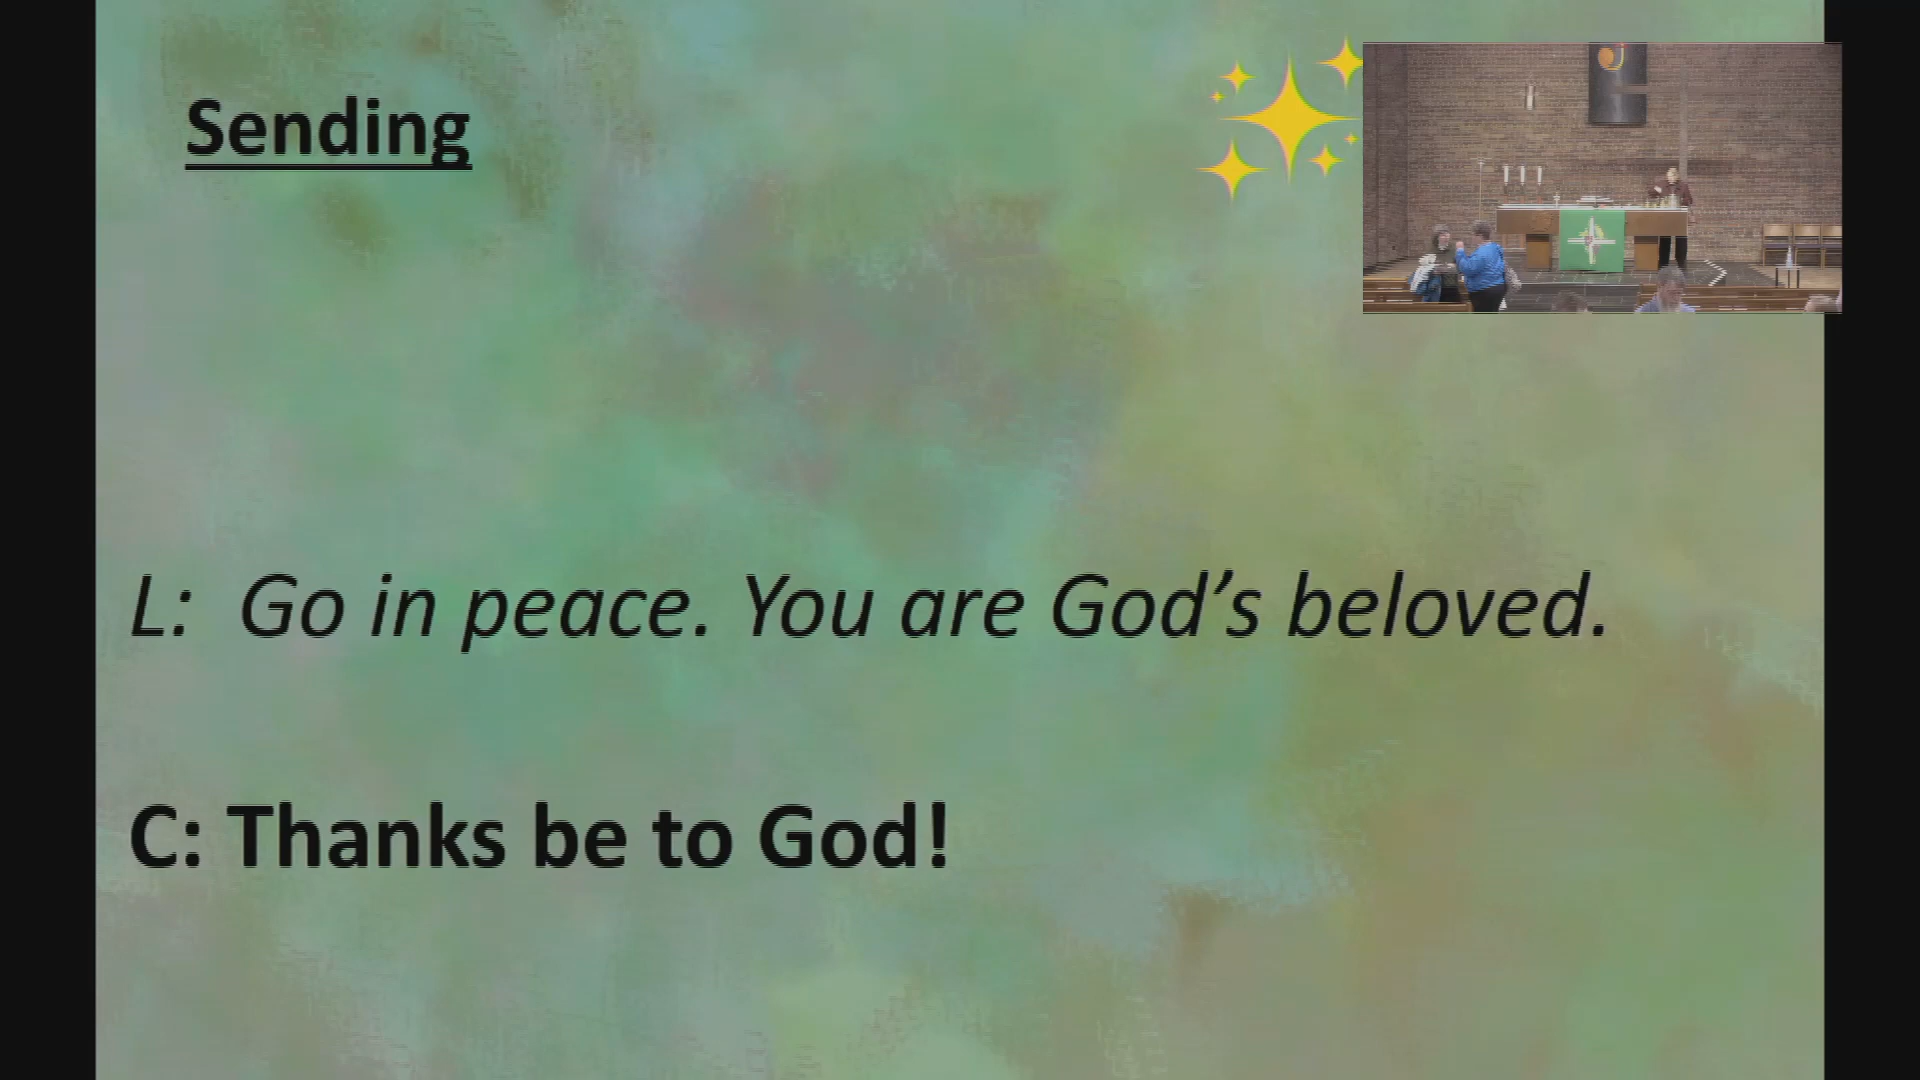 Sending
L: Go in peace. You are God’s beloved.
C: Thanks be to God!